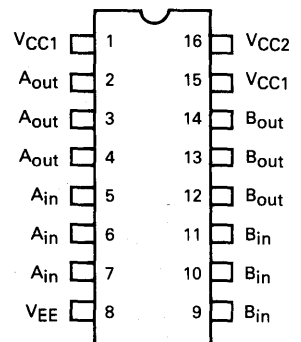 VCC1 1 16 VCC2
Aout 2 15 VCC1
Aout 3 14 Bout
Aout 4 13 Bout
Ain 5 12 Bout
Ain 6 11 Bin
Ain 7 10 Bin
VEE 8 9 Bin